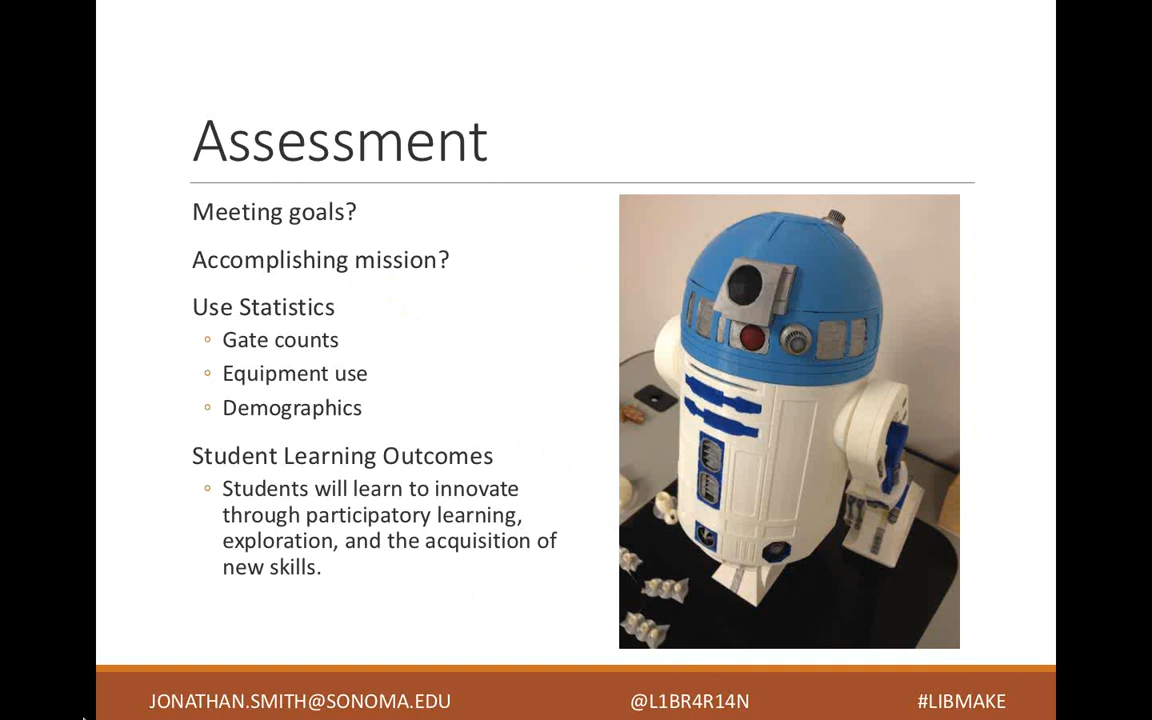 Assessment
Meeting goals?
Accomplishing mission?
Use Statistics
◦ Gate counts
◦ Equipment use
◦ Demographics
Student Learning Outcomes
◦ Students will learn to innovate
through participatory learning,
exploration, and the acquisition of
new skills.
JONATHAN.SMITH@SONOMA.EDU
@L1BR4R14N
#LIBMAKE